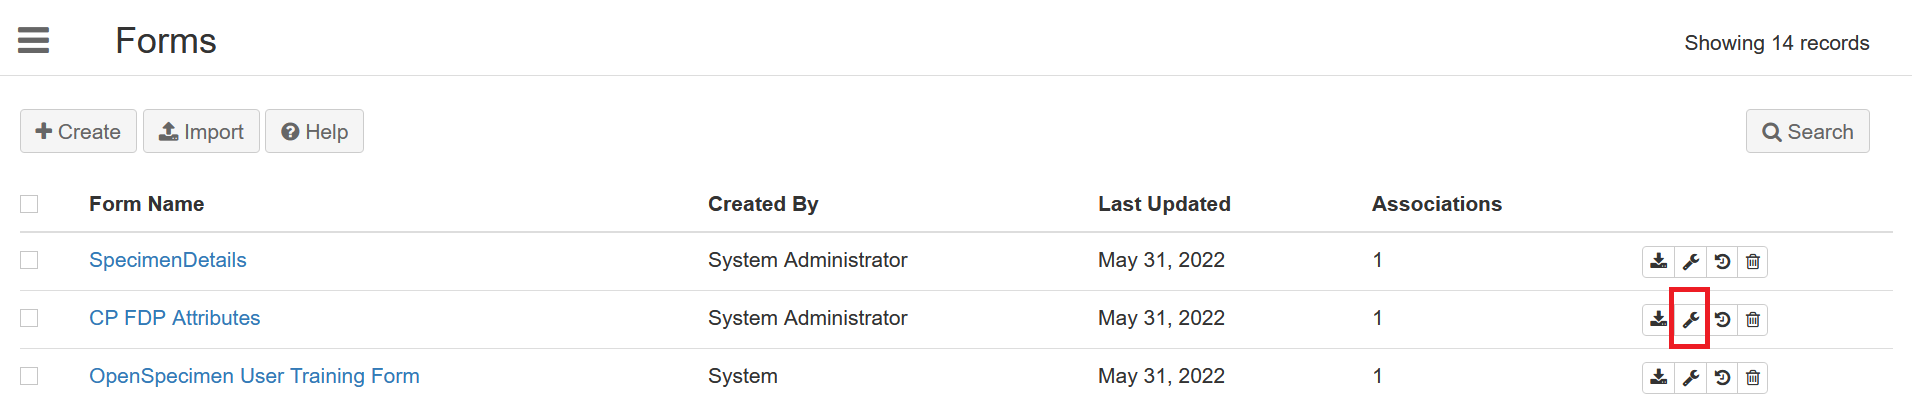 Forms
Showing 14 records
Create Import Help Search
Form Name Created By Last Updated Associations
SpecimenDetails System Administrator May 31, 2022 1
CP FDP Attributes System Administrator May 31, 2022 1
OpenSpecimen User Training Form System May 31, 2022 1